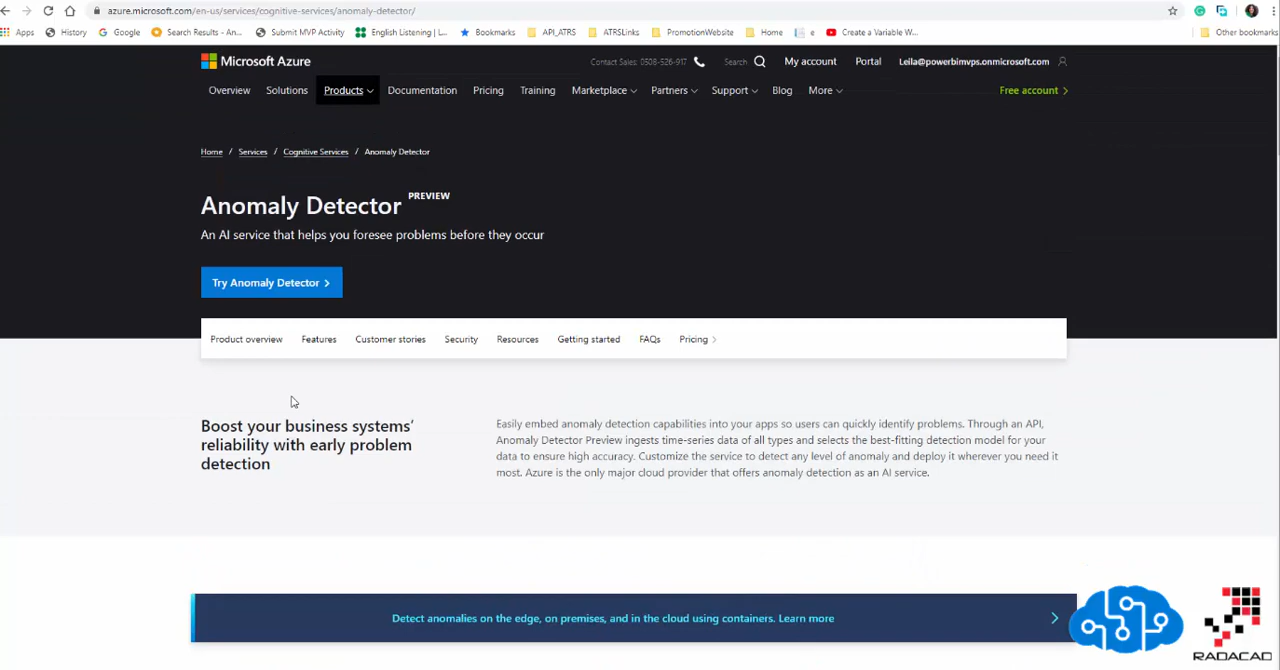 azure.microsoft.com/en-us/services/cognitive-services/anomaly-detector/
Apps History Google Search Results - An... Submit MVP Activity English Listening | L... Bookmarks API_ATRS ATRSLinks PromotionWebsite Home e Create a Variable W... Other bookmarks
Microsoft Azure Contact Sales: 0508-526-917 Search My account Portal Leila@powerbimvps.onmicrosoft.com
Overview Solutions Products Documentation Pricing Training Marketplace Partners Support Blog More Free account
Home / Services / Cognitive Services / Anomaly Detector
Anomaly Detector PREVIEW
An AI service that helps you foresee problems before they occur
Try Anomaly Detector
Product overview Features Customer stories Security Resources Getting started FAQs Pricing
Boost your business systems’
reliability with early problem
detection
Easily embed anomaly detection capabilities into your apps so users can quickly identify problems. Through an API,
Anomaly Detector Preview ingests time-series data of all types and selects the best-fitting detection model for your
data to ensure high accuracy. Customize the service to detect any level of anomaly and deploy it wherever you need it
most. Azure is the only major cloud provider that offers anomaly detection as an AI service.
Detect anomalies on the edge, on premises, and in the cloud using containers. Learn more
RADACAD